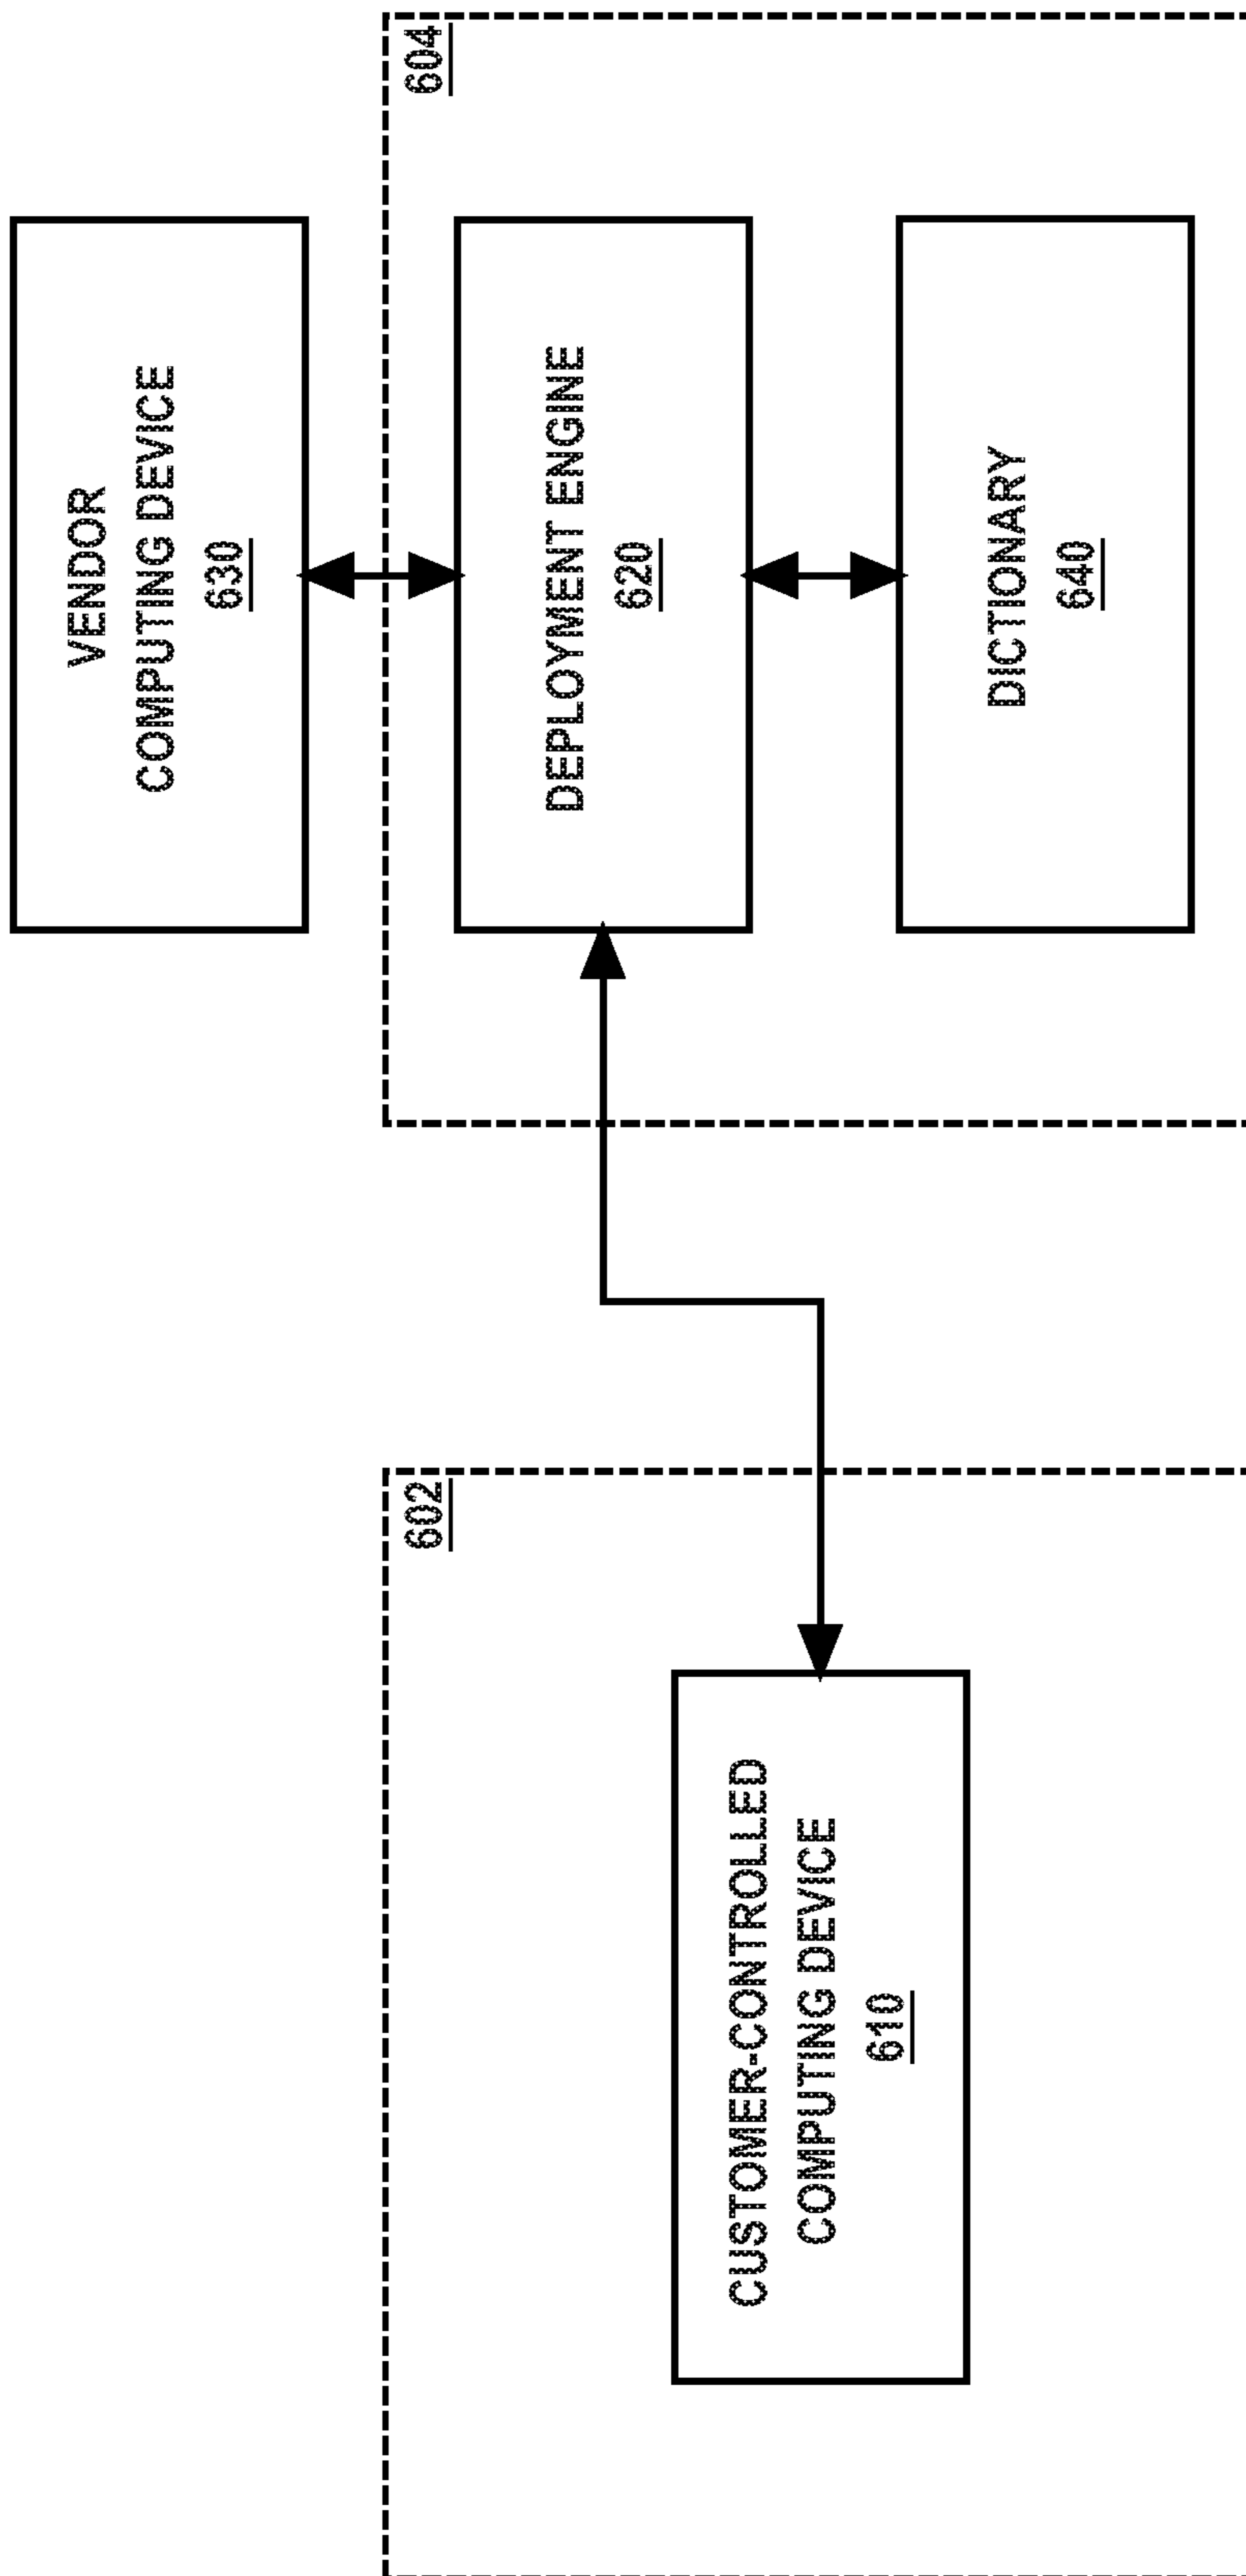 VENDOR
COMPUTING DEVICE
630
602
604
CUSTOMER-CONTROLLED
COMPUTING DEVICE
610
DEPLOYMENT ENGINE
620
DICTIONARY
640